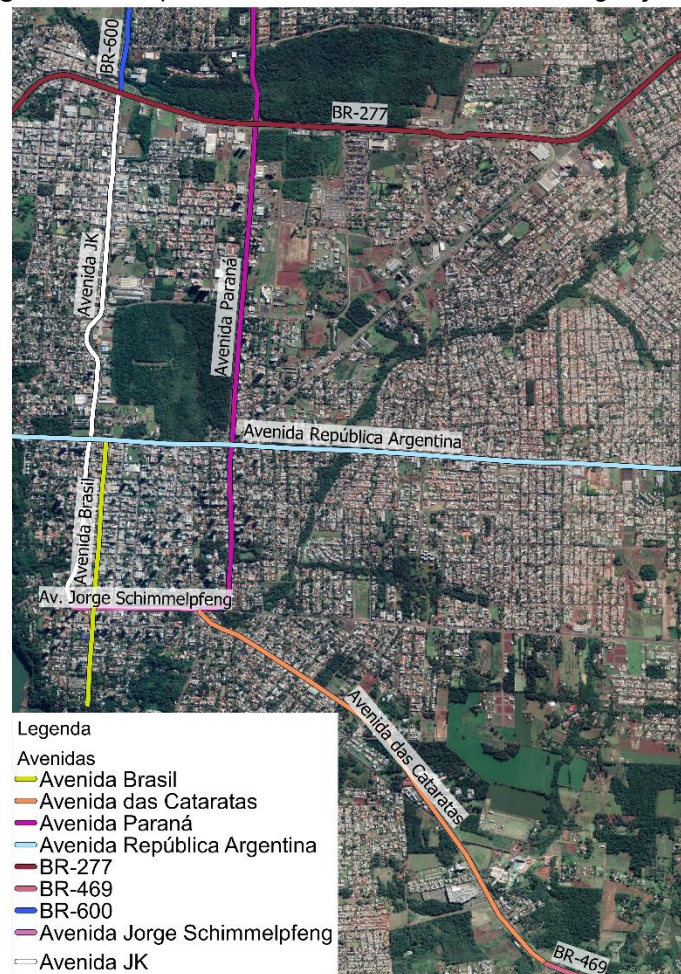 BR-600
BR-277
Avenida JK
Avenida Paraná
Avenida República Argentina
Avenida Brasil
Av. Jorge Schimmelpfeng
Avenida das Cataratas
BR-469
Legenda
Avenidas
Avenida Brasil
Avenida das Cataratas
Avenida Paraná
Avenida República Argentina
BR-277
BR-469
BR-600
Avenida Jorge Schimmelpfeng
Avenida JK